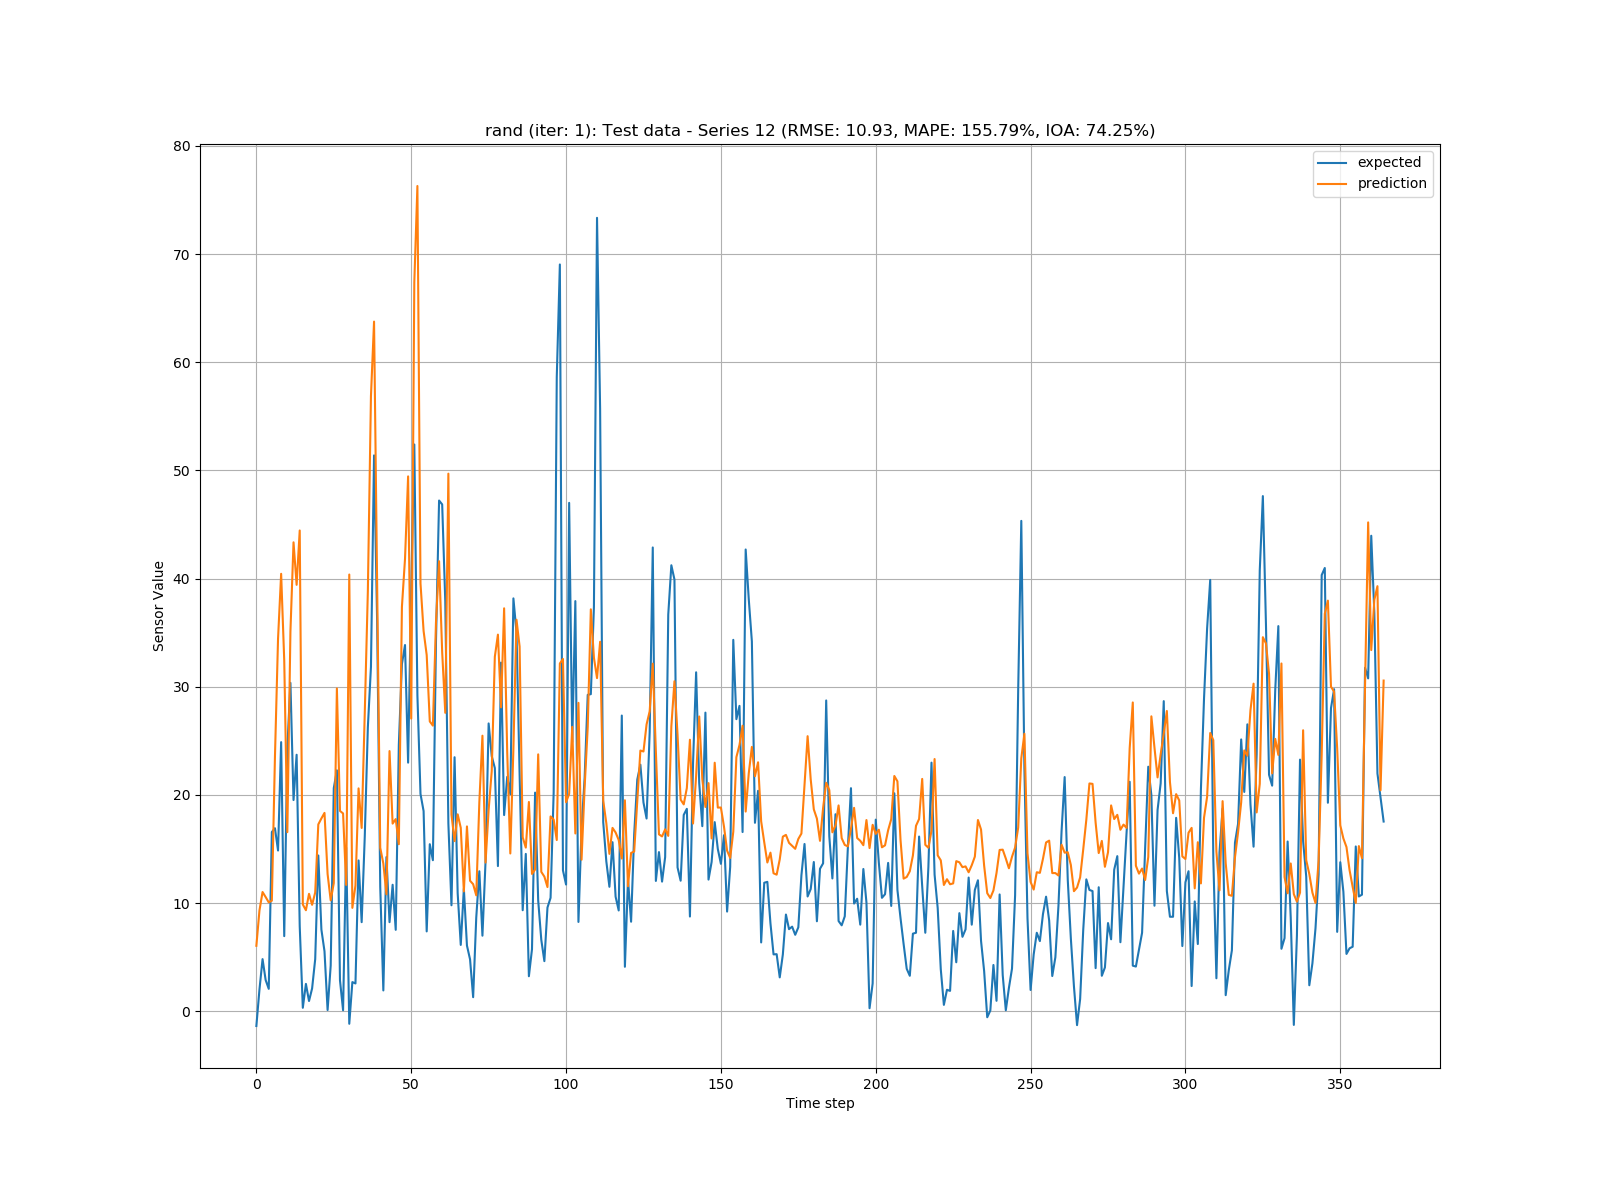 rand (iter: 1): Test data - Series 12 (RMSE: 10.93, MAPE: 155.79%, IOA: 74.25%)
expected
prediction
80
70
60
50
40
30
20
10
0
Sensor Value
0 50 100 150 200 250 300 350
Time step